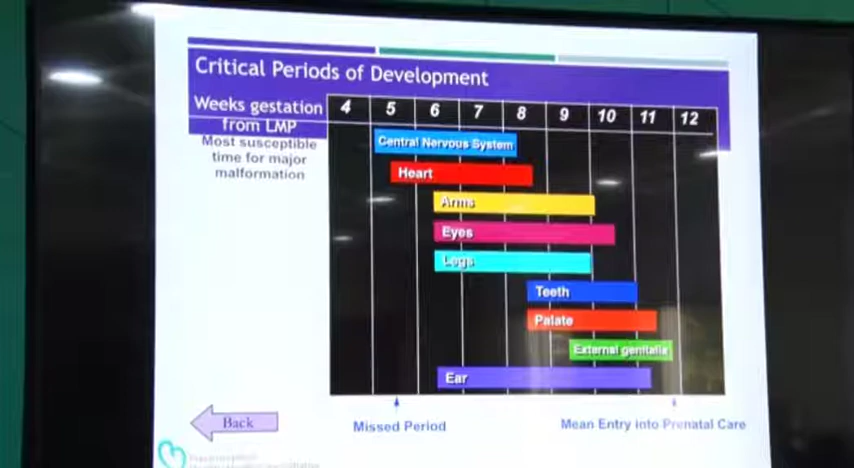 Critical Periods of Development
Weeks gestation from LMP
4 5 6 7 8 9 10 11 12
Most susceptible
time for major
malformation
Central Nervous System
Heart
Arms
Eyes
Legs
Teeth
Palate
External genitalia
Ear
Missed Period
Mean Entry into Prenatal Care
Back